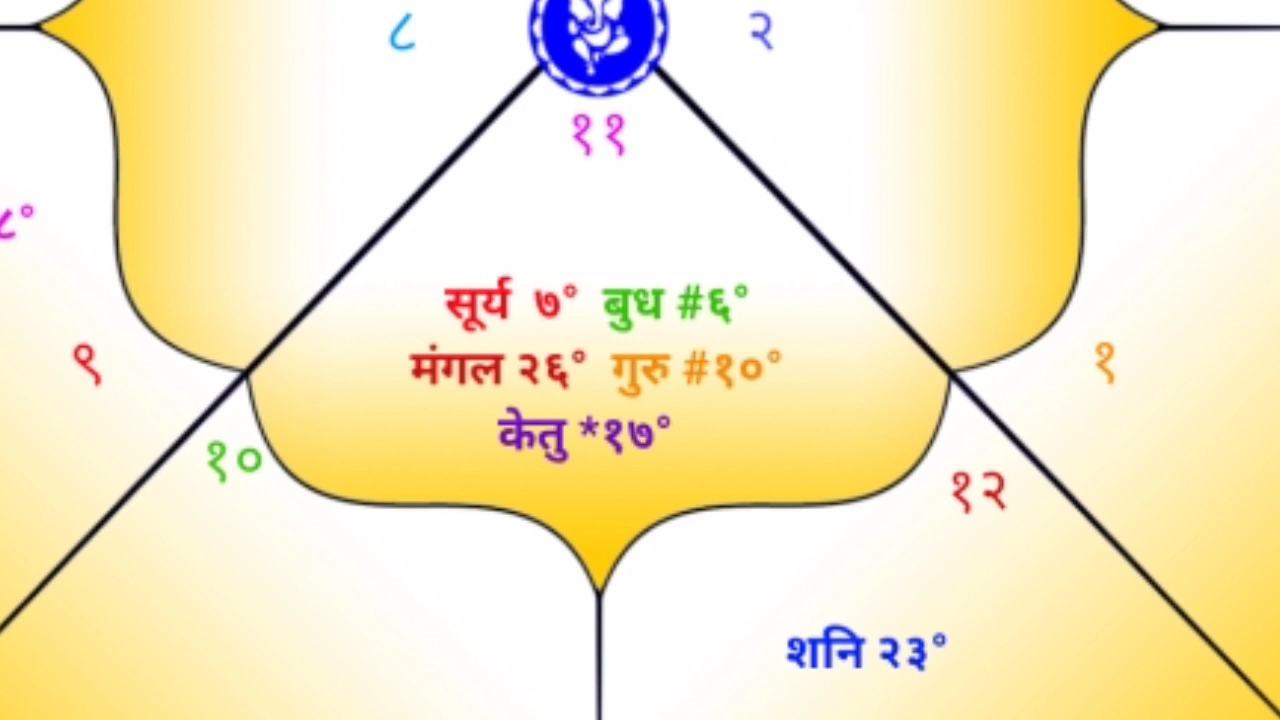 ८ २
११
८°
सूर्य ७° बुध #६°
९ मंगल २६° गुरु #१०° १
केतु *१७°
१० १२
शनि २३°